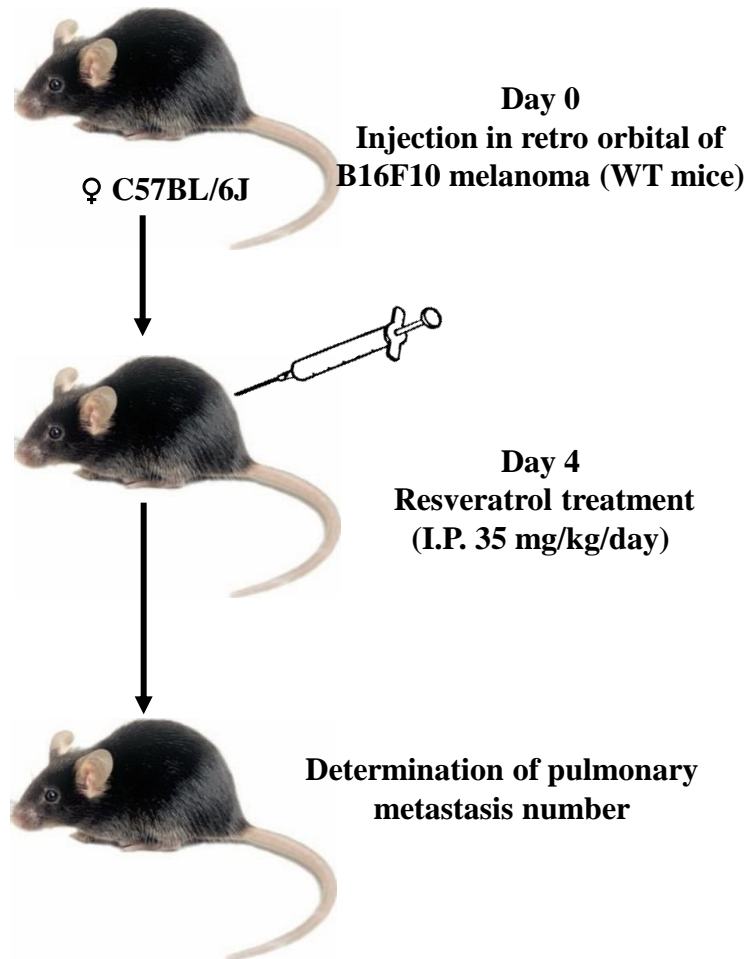 Day 0
Injection in retro orbital of
B16F10 melanoma (WT mice)
♀ C57BL/6J
Day 4
Resveratrol treatment
(I.P. 35 mg/kg/day)
Determination of pulmonary
metastasis number